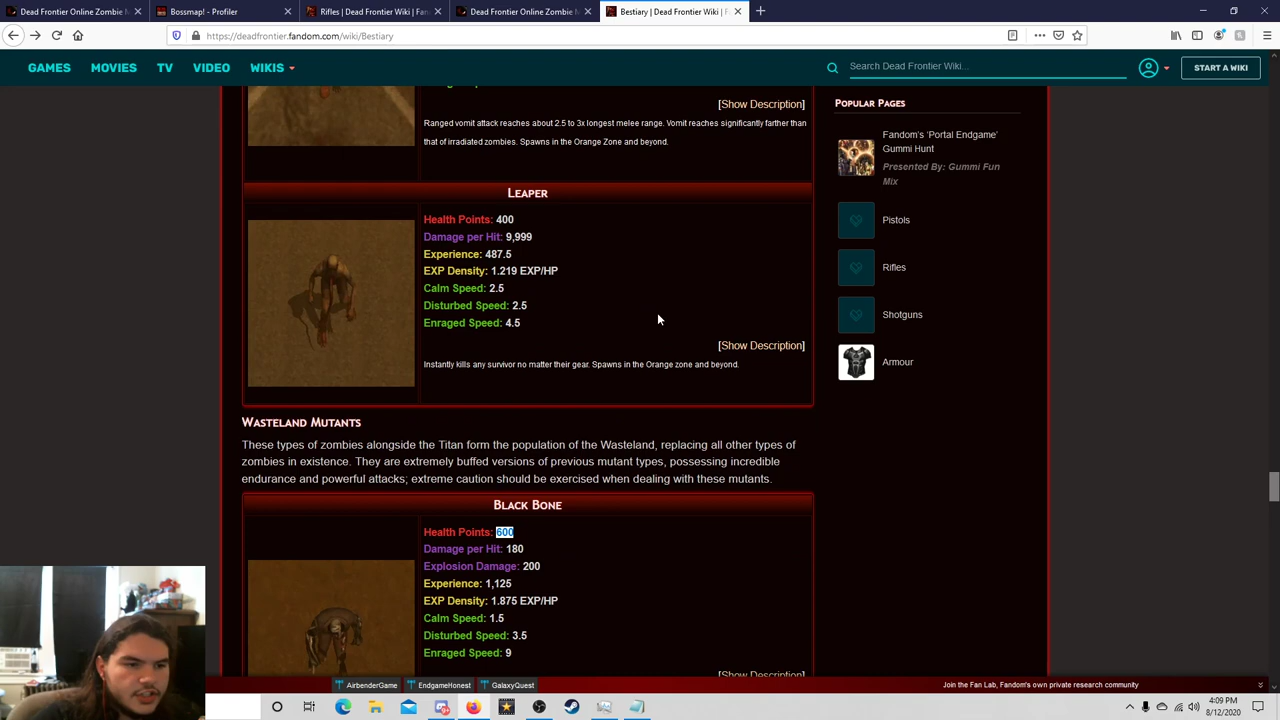 Dead Frontier Online Zombie M
Bossmap! - Profiler
Rifles | Dead Frontier Wiki | Fan
Dead Frontier Online Zombie M
Bestiary | Dead Frontier Wiki | F
https://deadfrontier.fandom.com/wiki/Bestiary
GAMES MOVIES TV VIDEO WIKIS
Search Dead Frontier Wiki...
START A WIKI
[Show Description]
Ranged vomit attack reaches about 2.5 to 3x longest melee range. Vomit reaches significantly farther than
that of irradiated zombies. Spawns in the Orange Zone and beyond.
LEAPER
Health Points: 400
Damage per Hit: 9,999
Experience: 487.5
EXP Density: 1.219 EXP/HP
Calm Speed: 2.5
Disturbed Speed: 2.5
Enraged Speed: 4.5
[Show Description]
Instantly kills any survivor no matter their gear. Spawns in the Orange zone and beyond.
WASTELAND MUTANTS
These types of zombies alongside the Titan form the population of the Wasteland, replacing all other types of
zombies in existence. They are extremely buffed versions of previous mutant types, possessing incredible
endurance and powerful attacks; extreme caution should be exercised when dealing with these mutants.
BLACK BONE
Health Points: 600
Damage per Hit: 180
Explosion Damage: 200
Experience: 1,125
EXP Density: 1.875 EXP/HP
Calm Speed: 1.5
Disturbed Speed: 3.5
Enraged Speed: 9
[Show Description]
POPULAR PAGES
Fandom's 'Portal Endgame'
Gummi Hunt
Presented By: Gummi Fun
Mix
Pistols
Rifles
Shotguns
Armour
AirbenderGame
EndgameHonest
GalaxyQuest
Join the Fan Lab, Fandom's own private research community
4:09 PM
8/12/2020